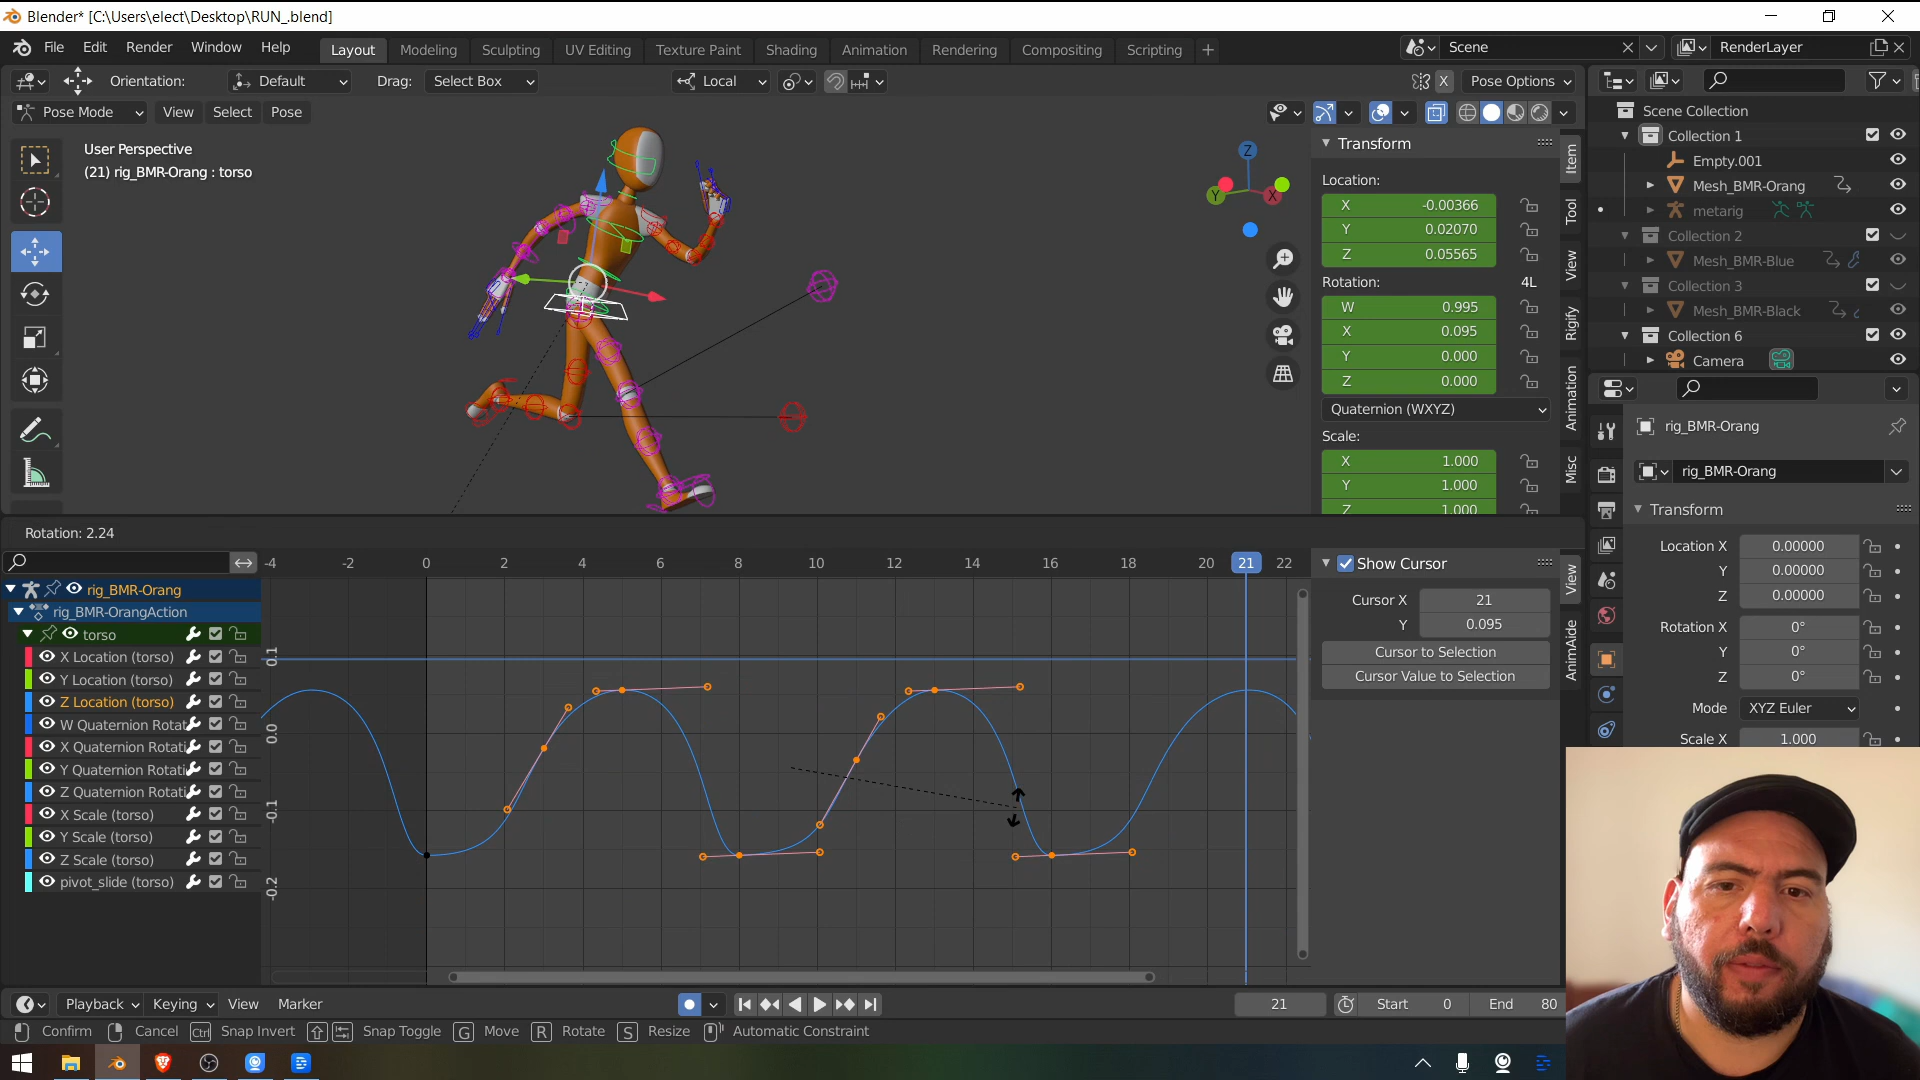 Blender* [C:\Users\elect\Desktop\RUN_.blend]
File Edit Render Window Help Layout Modeling Sculpting UV Editing Texture Paint Shading Animation Rendering Compositing Scripting + Scene RenderLayer
Orientation: Default Drag: Select Box Local X Pose Options
Pose Mode View Select Pose
User Perspective
(21) rig_BMR-Orang : torso
Z
Y
X
Transform
Location:
X -0.00366
Y 0.02070
Z 0.05565
Rotation: 4L
W 0.995
X 0.095
Y 0.000
Z 0.000
Quaternion (WXYZ)
Scale:
X 1.000
Y 1.000
Z 1.000
Item
Tool
View
Rigify
Animation
Misc
Scene Collection
Collection 1
Empty.001
Mesh_BMR-Orang
metarig
Collection 2
Mesh_BMR-Blue
Collection 3
Mesh_BMR-Black
Collection 6
Camera
rig_BMR-Orang
rig_BMR-Orang
Transform
Location X 0.00000
Y 0.00000
Z 0.00000
Rotation X 0°
Y 0°
Z 0°
Mode XYZ Euler
Scale X 1.000
Rotation: 2.24
-4 -2 0 2 4 6 8 10 12 14 16 18 20 21 22
rig_BMR-Orang
rig_BMR-OrangAction
torso
X Location (torso)
Y Location (torso)
Z Location (torso)
W Quaternion Rotat
X Quaternion Rotati
Y Quaternion Rotati
Z Quaternion Rotati
X Scale (torso)
Y Scale (torso)
Z Scale (torso)
pivot_slide (torso)
0.1
0.0
-0.1
-0.2
Show Cursor
Cursor X 21
Y 0.095
Cursor to Selection
Cursor Value to Selection
View
AnimAide
Playback Keying View Marker 21 Start 0 End 80
Confirm Cancel Ctrl Snap Invert Snap Toggle G Move R Rotate S Resize Automatic Constraint